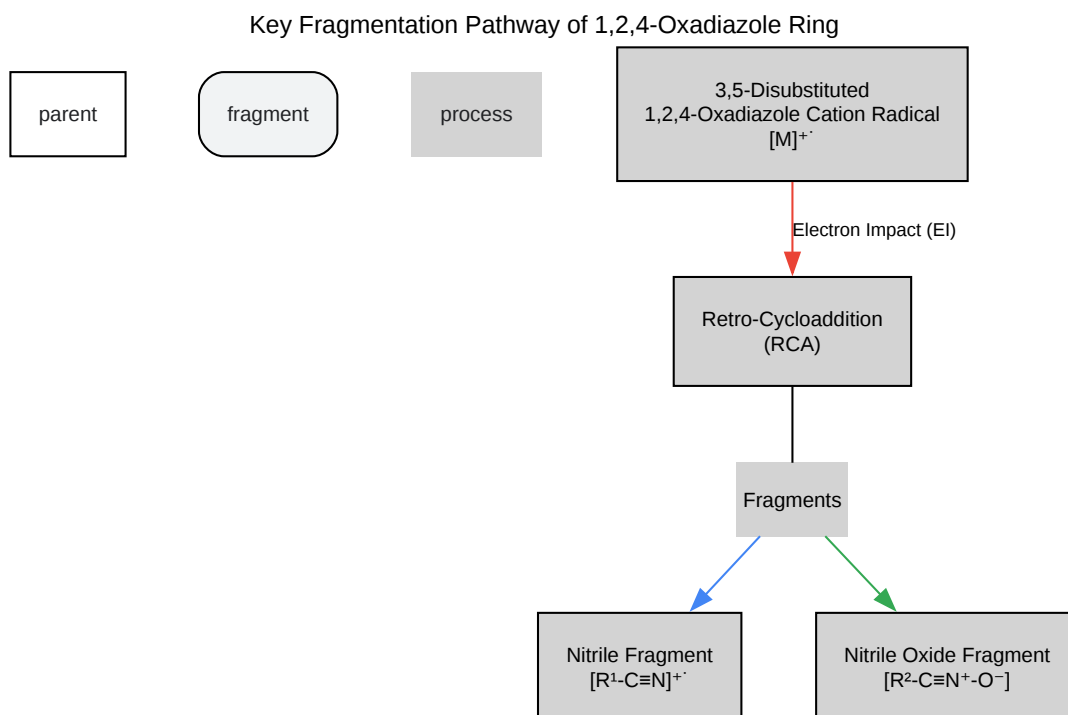 Key Fragmentation Pathway of 1,2,4-Oxadiazole Ring
parent
fragment
process
3,5-Disubstituted
1,2,4-Oxadiazole Cation Radical
[M]⁺˙
Electron Impact (EI)
Retro-Cycloaddition
(RCA)
Fragments
Nitrile Fragment
[R¹-C≡N]⁺˙
Nitrile Oxide Fragment
[R²-C≡N⁺-O⁻]